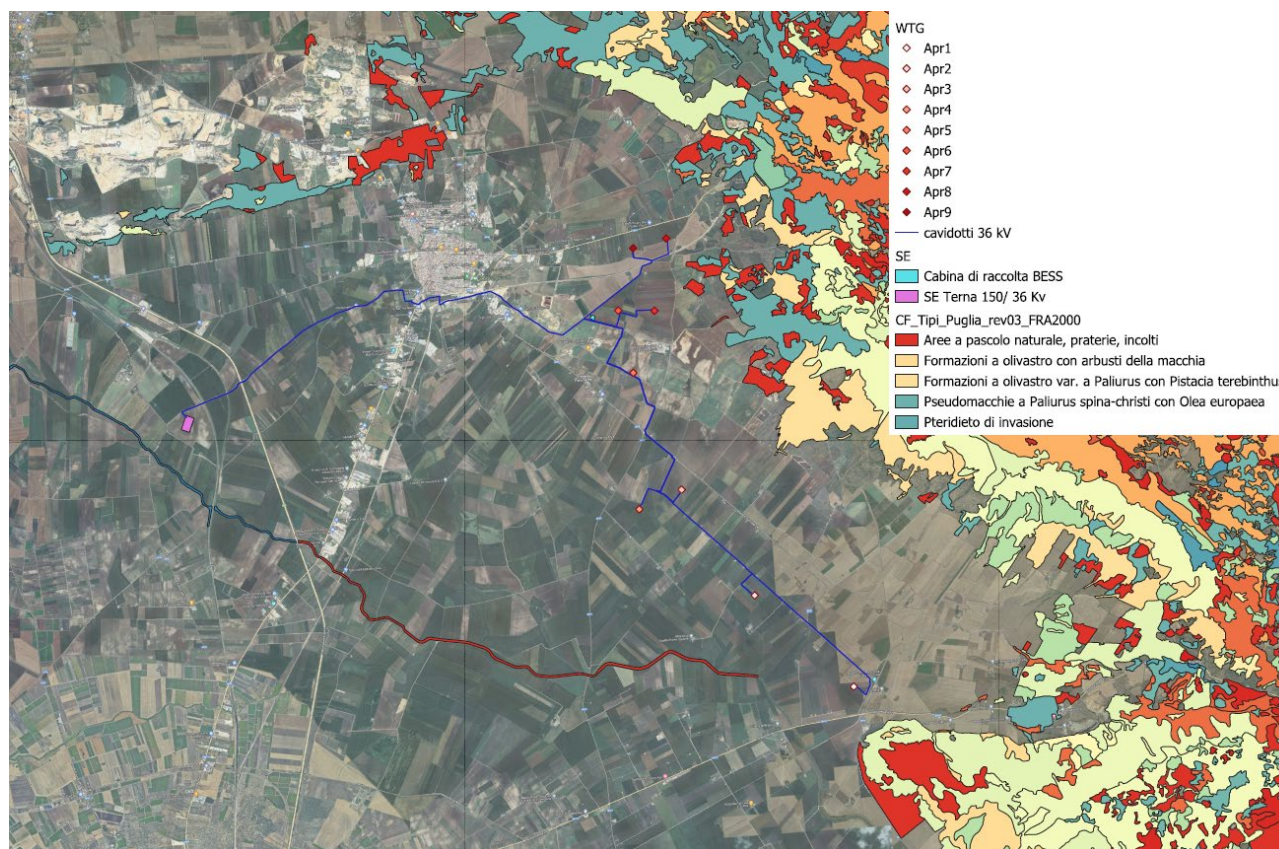 WTG
Apr1
Apr2
Apr3
Apr4
Apr5
Apr6
Apr7
Apr8
Apr9
cavidotti 36 kV
SE
Cabina di raccolta BESS
SE Terna 150/ 36 Kv
CF_Tipi_Puglia_rev03_FRA2000
Aree a pascolo naturale, praterie, incolti
Formazioni a olivastro con arbusti della macchia
Formazioni a olivastro var. a Paliurus con Pistacia terebinthu
Pseudomacchie a Paliurus spina-christi con Olea europaea
Pteridieto di invasione